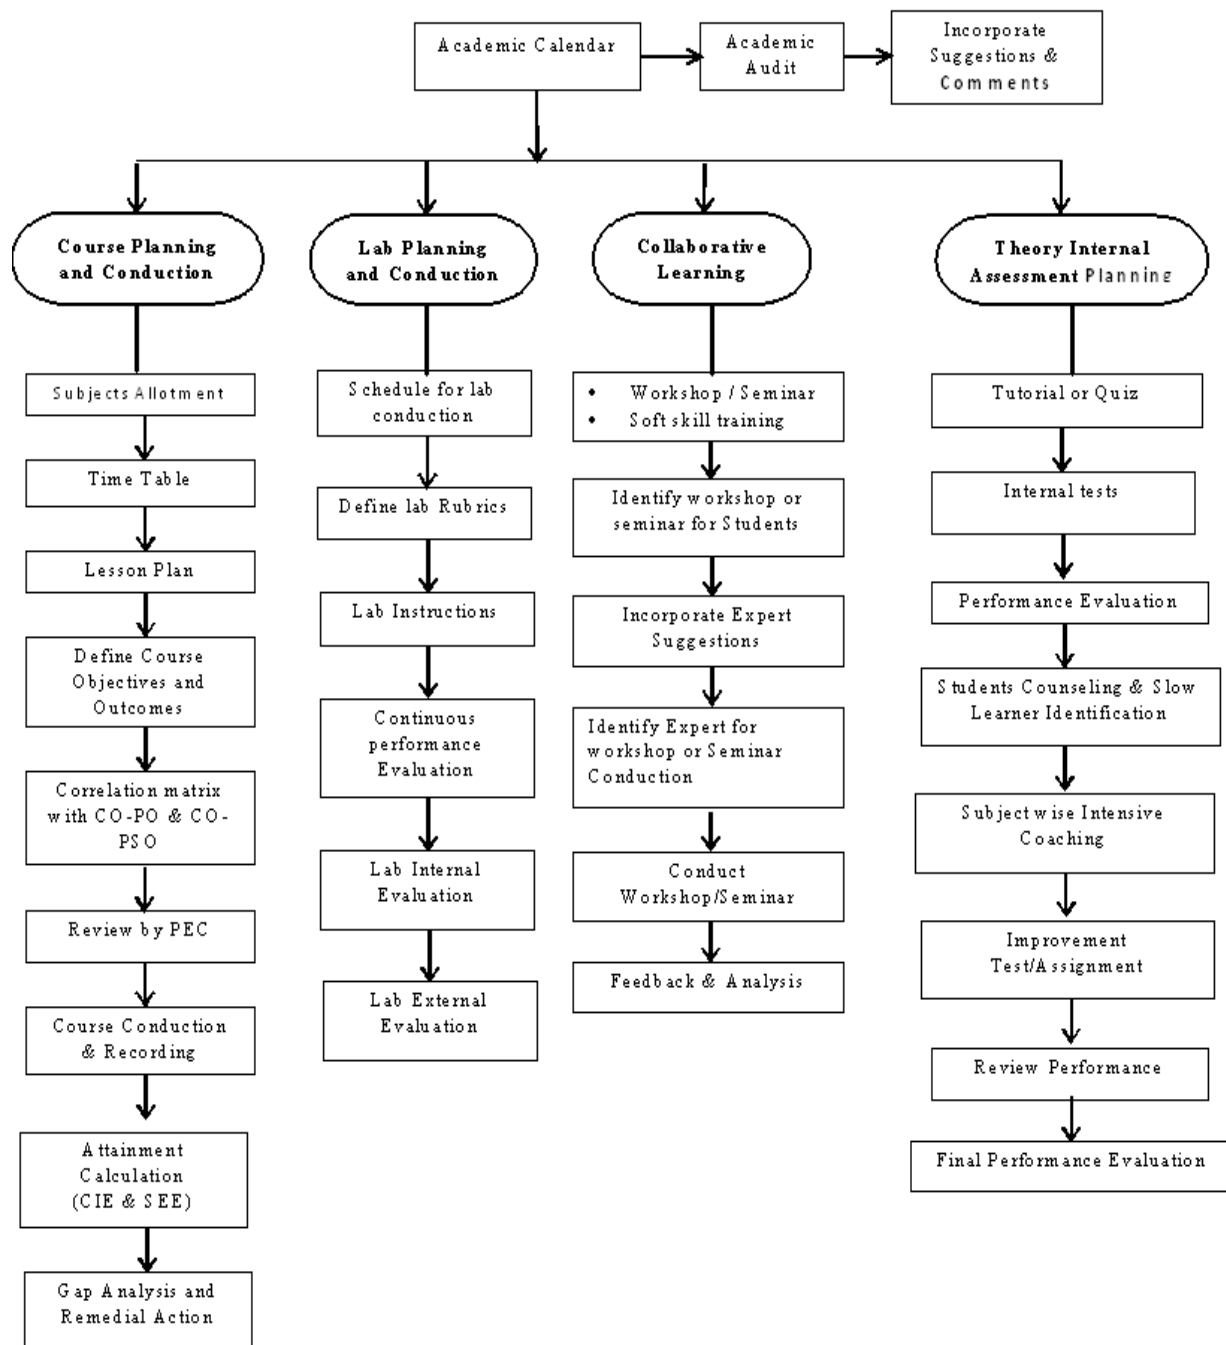 Academic Calendar
Academic
Audit
Incorporate
Suggestions &
Comments
Course Planning
and Conduction
Subjects Allotment
Time Table
Lesson Plan
Define Course
Objectives and
Outcomes
Correlation matrix
with CO-PO & CO-
PSO
Review by PEC
Course Conduction
& Recording
Attainment
Calculation
(CIE & SEE)
Gap Analysis and
Remedial Action
Lab Planning
and Conduction
Schedule for lab
conduction
Define lab Rubrics
Lab Instructions
Continuous
performance
Evaluation
Lab Internal
Evaluation
Lab External
Evaluation
Collaborative
Learning
• Workshop / Seminar
• Soft skill training
Identify workshop or
seminar for Students
Incorporate Expert
Suggestions
Identify Expert for
workshop or Seminar
Conduction
Conduct
Workshop/Seminar
Feedback & Analysis
Theory Internal
Assessment Planning
Tutorial or Quiz
Internal tests
Performance Evaluation
Students Counseling & Slow
Learner Identification
Subject wise Intensive
Coaching
Improvement
Test/Assignment
Review Performance
Final Performance Evaluation